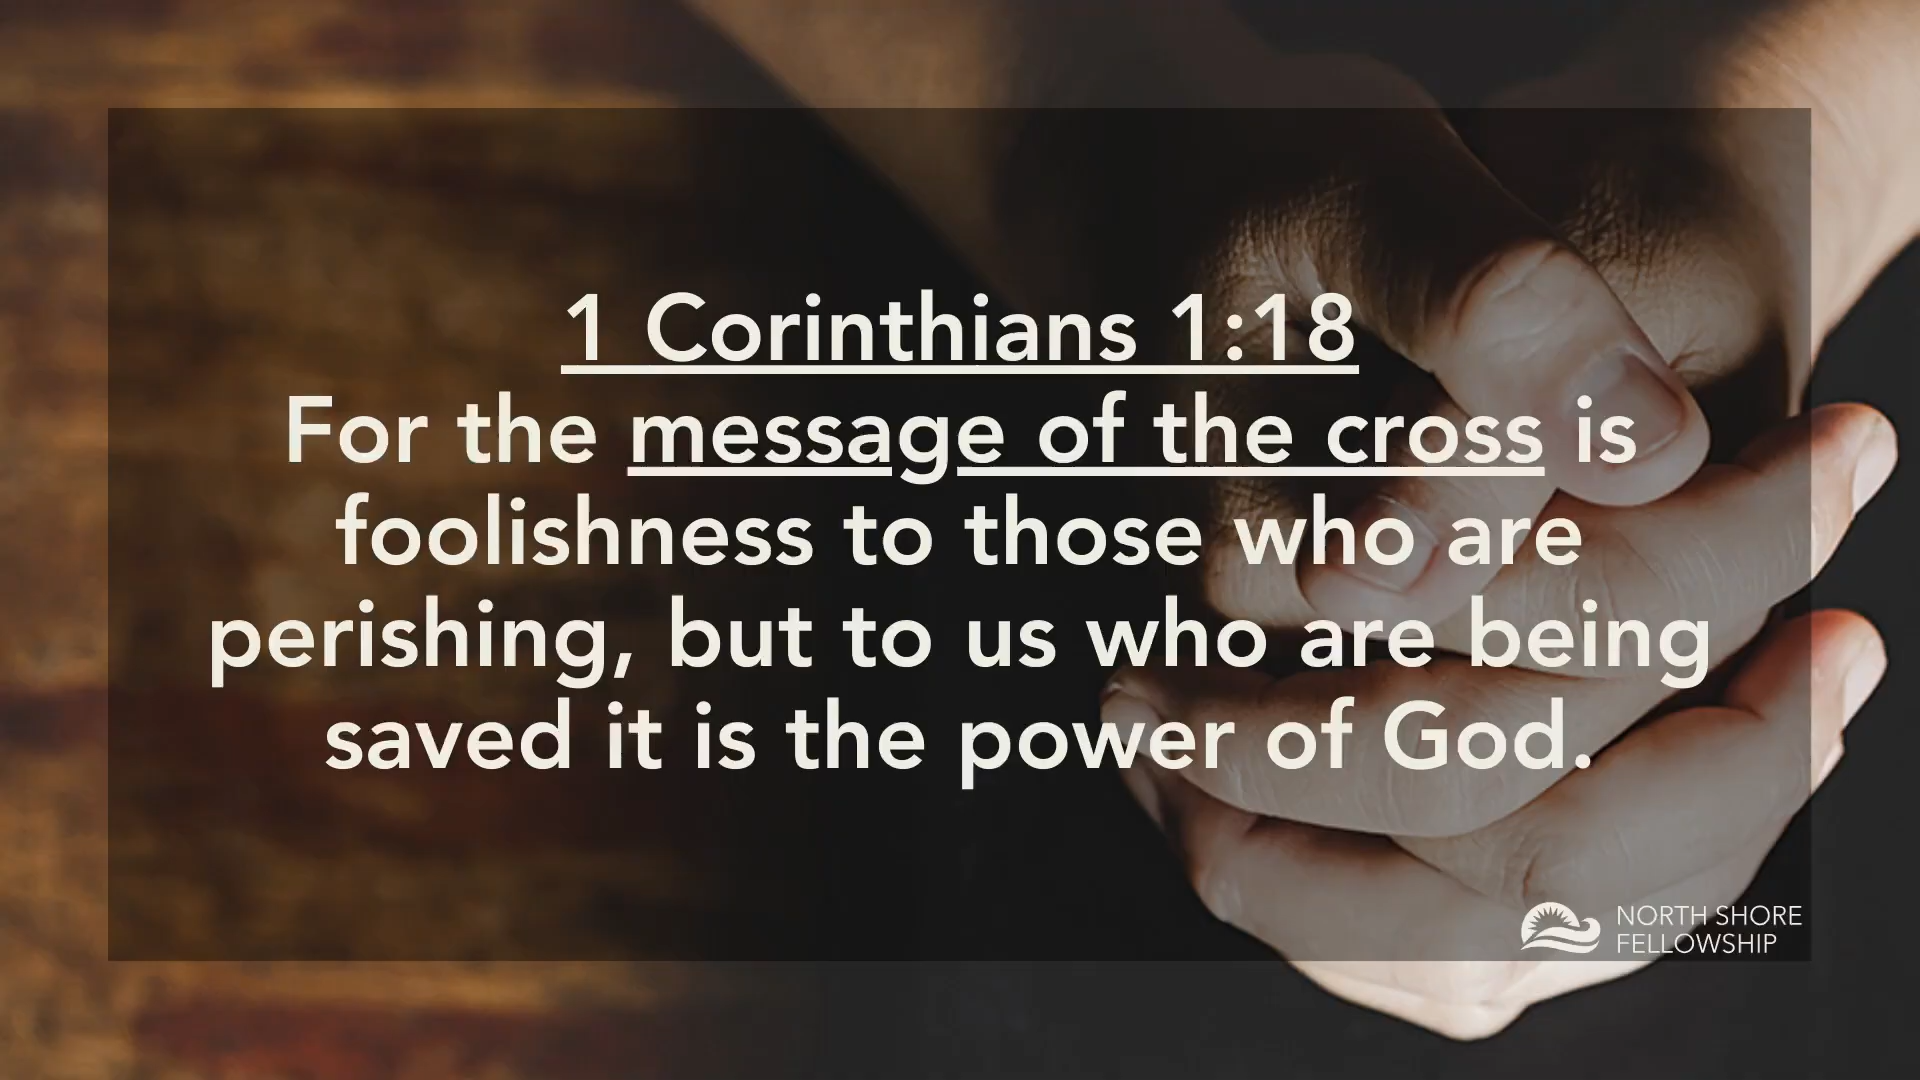 1 Corinthians 1:18
For the message of the cross is
foolishness to those who are
perishing, but to us who are being
saved it is the power of God.
NORTH SHORE
FELLOWSHIP